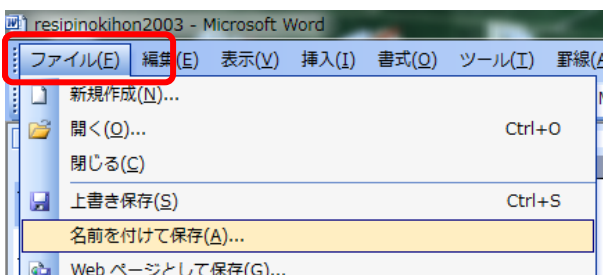 resipinokihon2003 - Microsoft Word
ファイル(F) 編集(E) 表示(V) 挿入(I) 書式(O) ツール(T) 罫線(A
新規作成(N)...
開く(O)... Ctrl+O
閉じる(C)
上書き保存(S) Ctrl+S
名前を付けて保存(A)...
Web ページとして保存(G)...